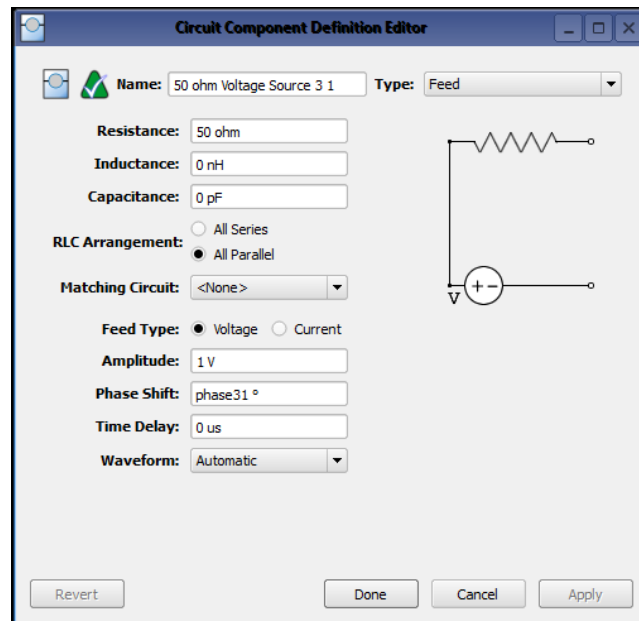 Circuit Component Definition Editor
Name: 50 ohm Voltage Source 3 1 Type: Feed
Resistance: 50 ohm
Inductance: 0 nH
Capacitance: 0 pF
RLC Arrangement: All Series
All Parallel
Matching Circuit: <None>
V + -
Feed Type: Voltage Current
Amplitude: 1 V
Phase Shift: phase31 °
Time Delay: 0 us
Waveform: Automatic
Revert Done Cancel Apply